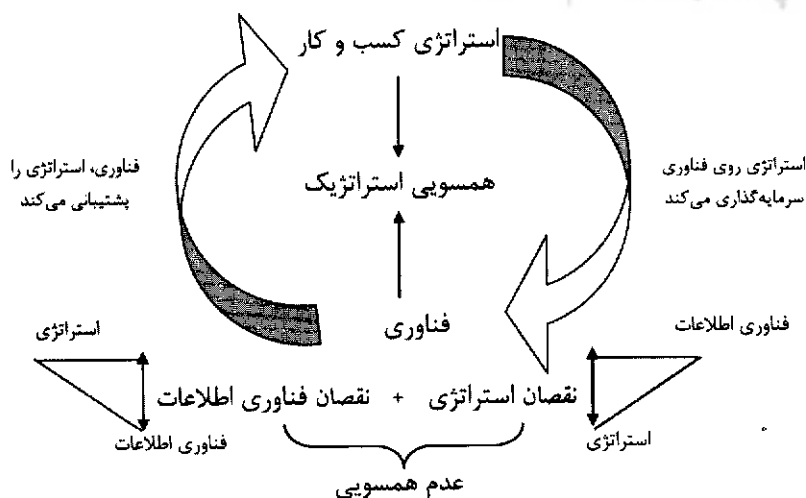 استراتژی کسب و کار
استراتژی روی فناوری
سرمایه‌گذاری می‌کند
همسویی استراتژیک
فناوری، استراتژی را
پشتیبانی می‌کند
فناوری
فناوری اطلاعات
استراتژی
نقصان استراتژی + نقصان فناوری اطلاعات
استراتژی
فناوری اطلاعات
عدم همسویی